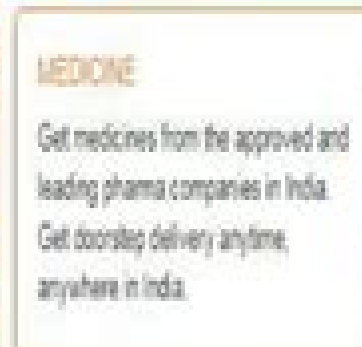 MEDICINE
Get medicines from the approved and
leading pharma companies in India.
Get doorstep delivery anytime,
anywhere in India.